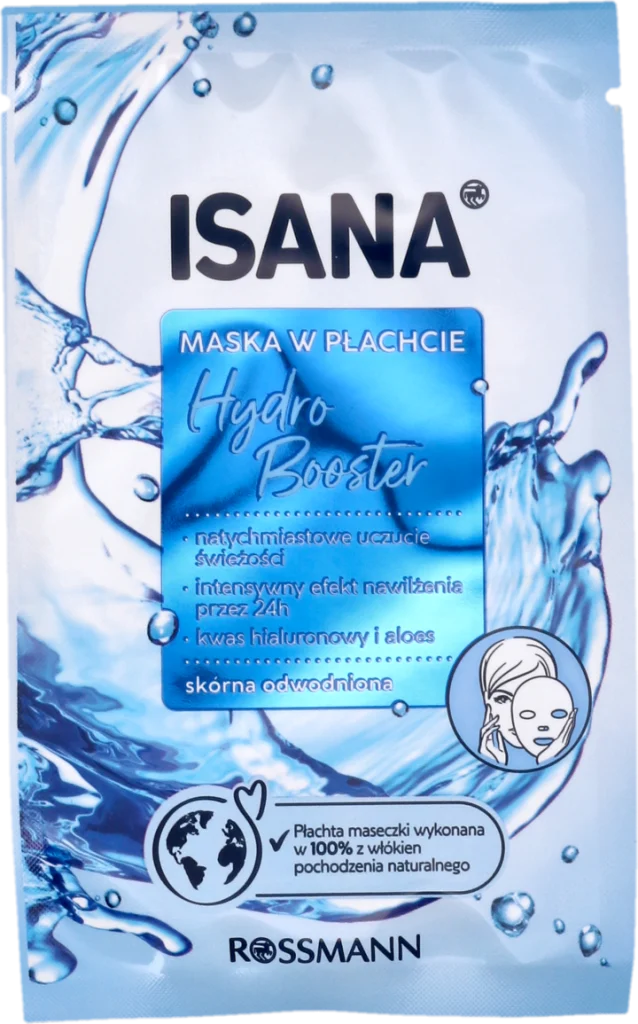 ISANA
MASKA W PŁACHCIE
Hydro
Booster
• natychmiastowe uczucie
świeżości
• intensywny efekt nawilżenia
przez 24h
• kwas hialuronowy i aloes
skórna odwodniona
Płachta maseczki wykonana
w 100% z włókien
pochodzenia naturalnego
ROSSMANN